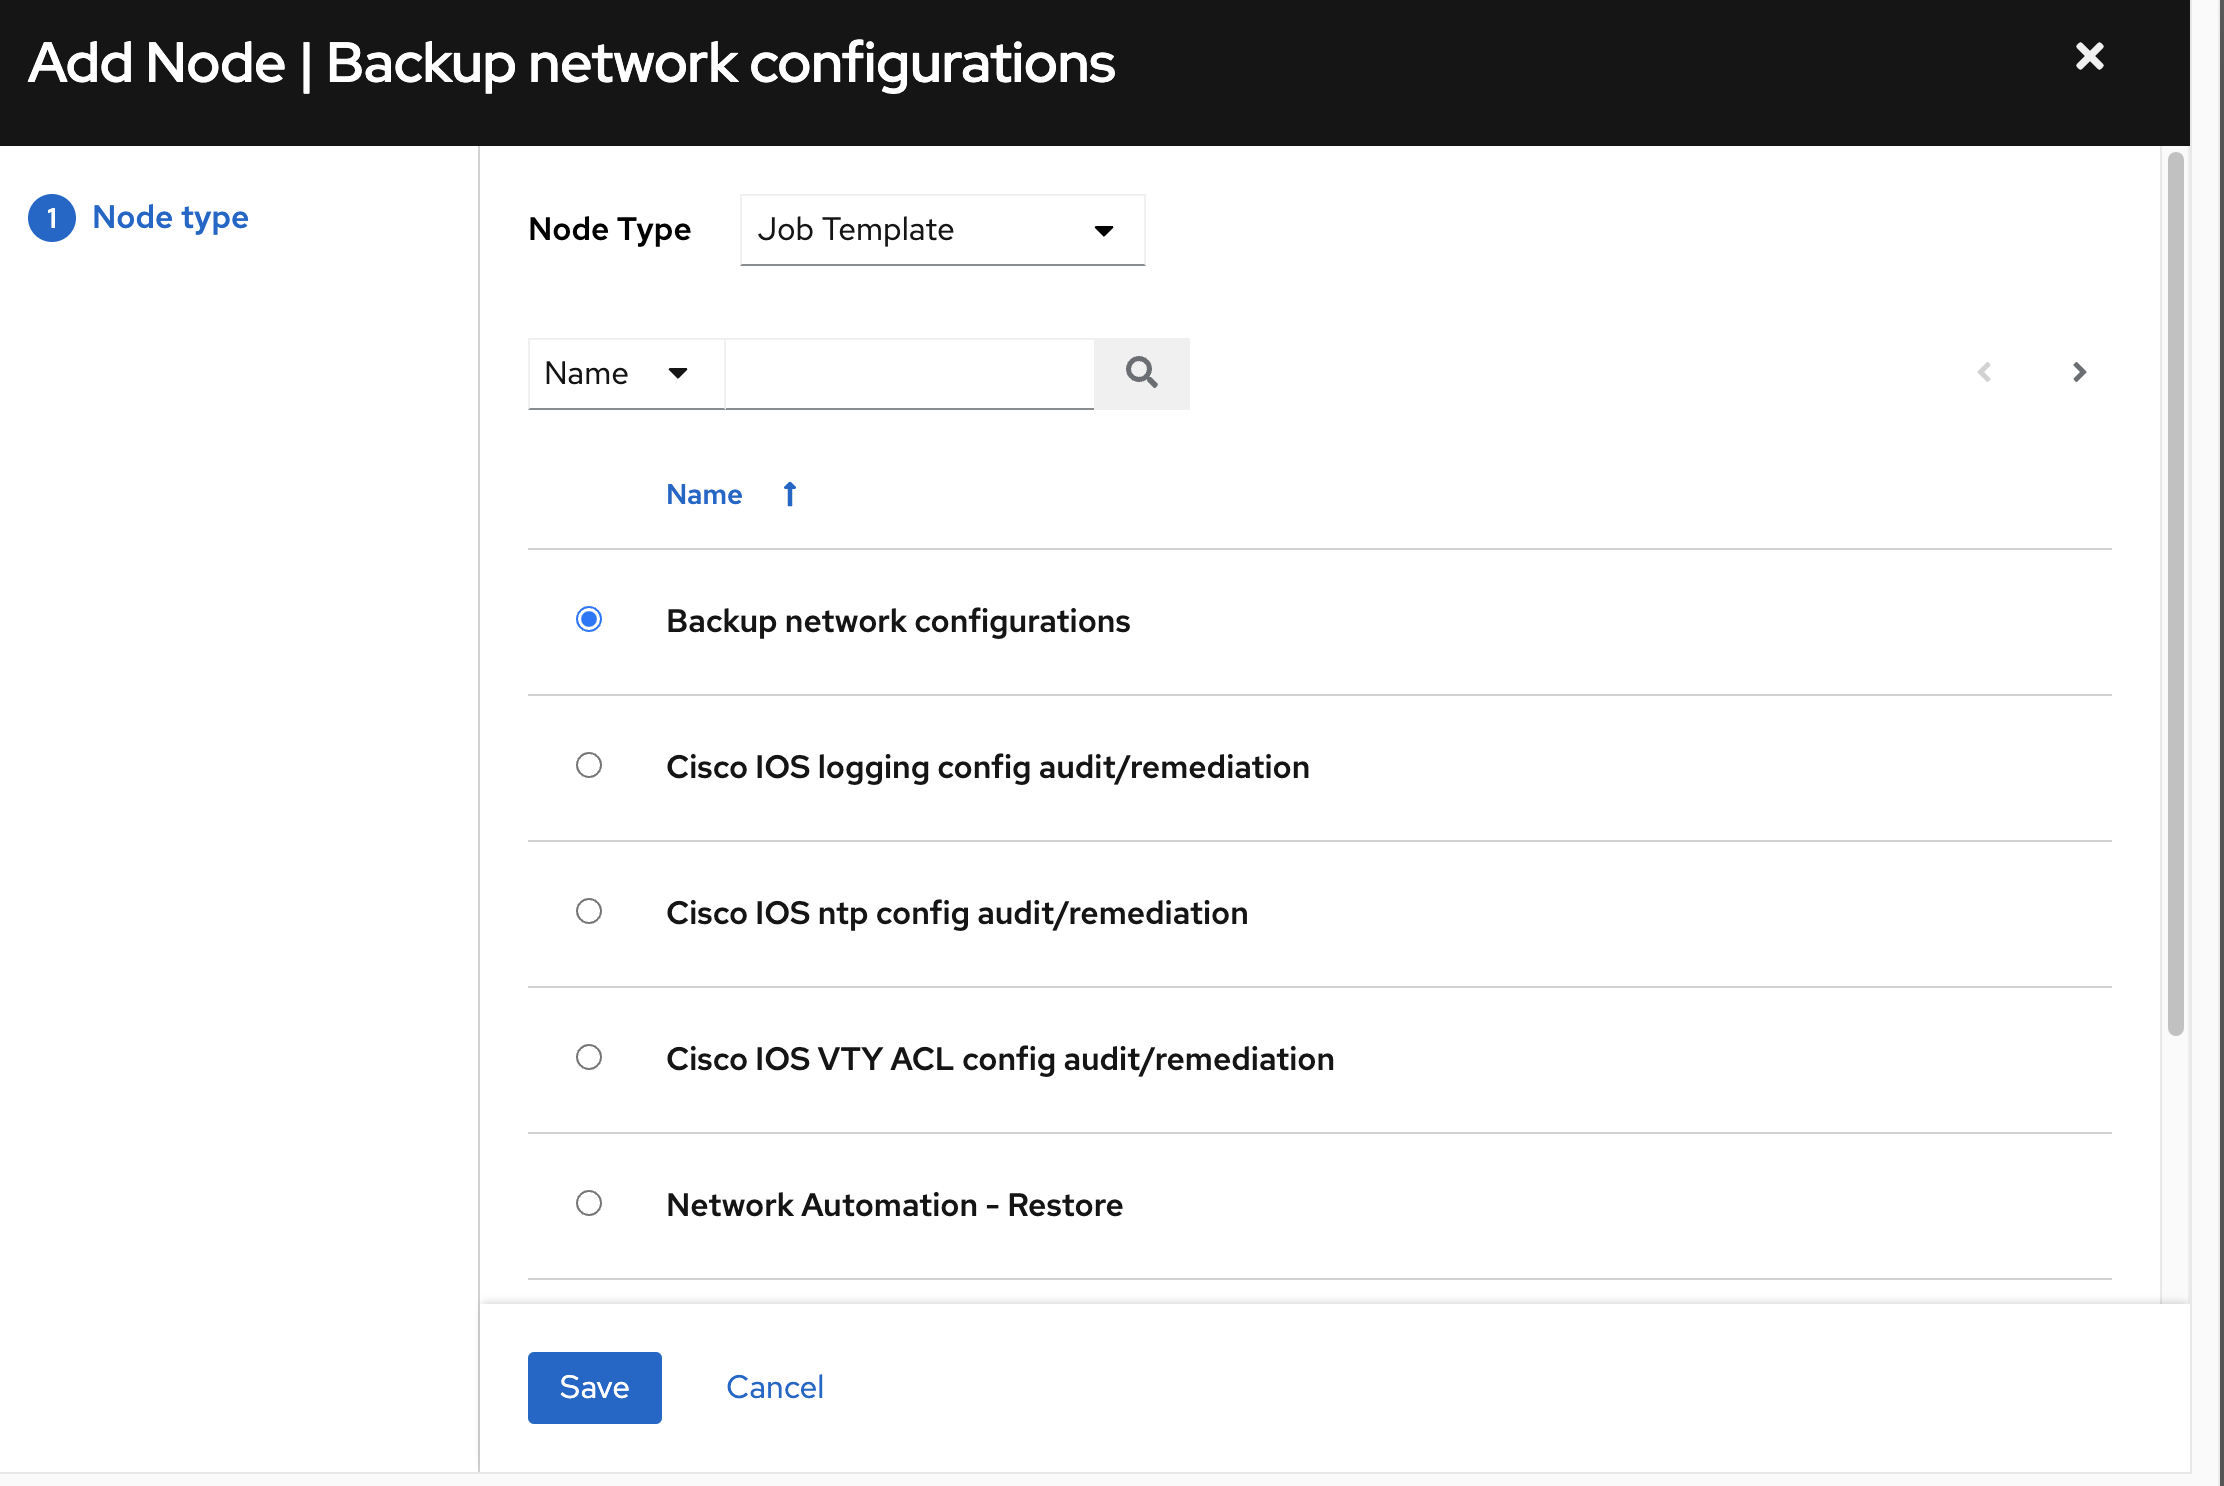 Add Node | Backup network configurations
1 Node type
Node Type Job Template
Name
Name
Backup network configurations
Cisco IOS logging config audit/remediation
Cisco IOS ntp config audit/remediation
Cisco IOS VTY ACL config audit/remediation
Network Automation - Restore
Save Cancel